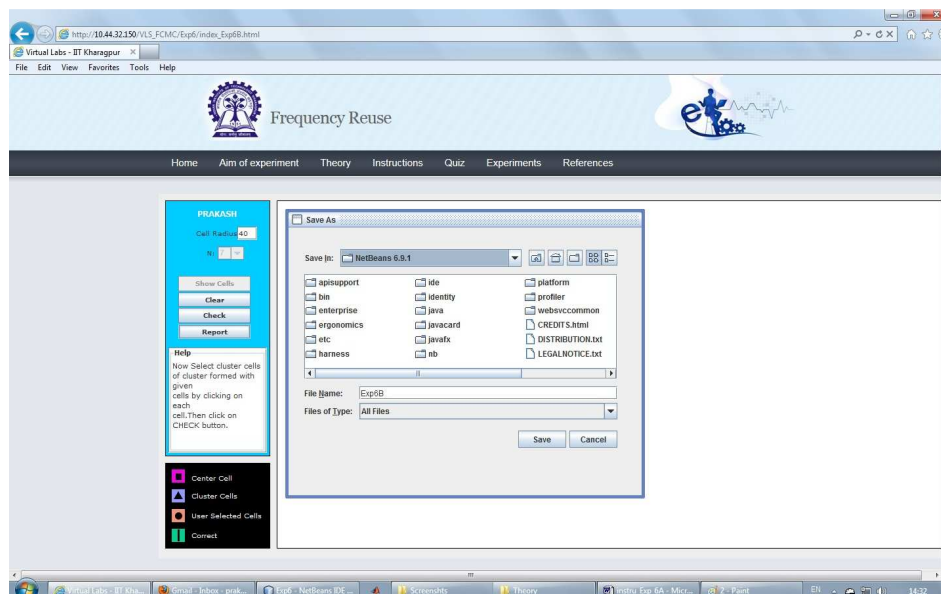 http://10.44.32.150/VLS_FCMC/Exp6/index_Exp6B.html
Virtual Labs - IIT Kharagpur
File Edit View Favorites Tools Help
Frequency Reuse
Home Aim of experiment Theory Instructions Quiz Experiments References
PRAKASH
Cell Radius 40
N:
Show Cells
Clear
Check
Report
Help
Now Select cluster cells
of cluster formed with
given
cells by clicking on
each
cell.Then click on
CHECK button.
Center Cell
Cluster Cells
User Selected Cells
Correct
Save As
Save In: NetBeans 6.9.1
apisupport ide platform
bin identity profiler
enterprise java websvccommon
ergonomics javacard CREDITS.html
etc javafx DISTRIBUTION.txt
harness nb LEGALNOTICE.txt
File Name: Exp6B
Files of Type: All Files
Save Cancel
Virtual Labs - IIT Kha... Gmail - Inbox - prak... Exp6 - NetBeans IDE ... Screenshts Theory instru Exp 6A - Micr... 2 - Paint EN 14:32